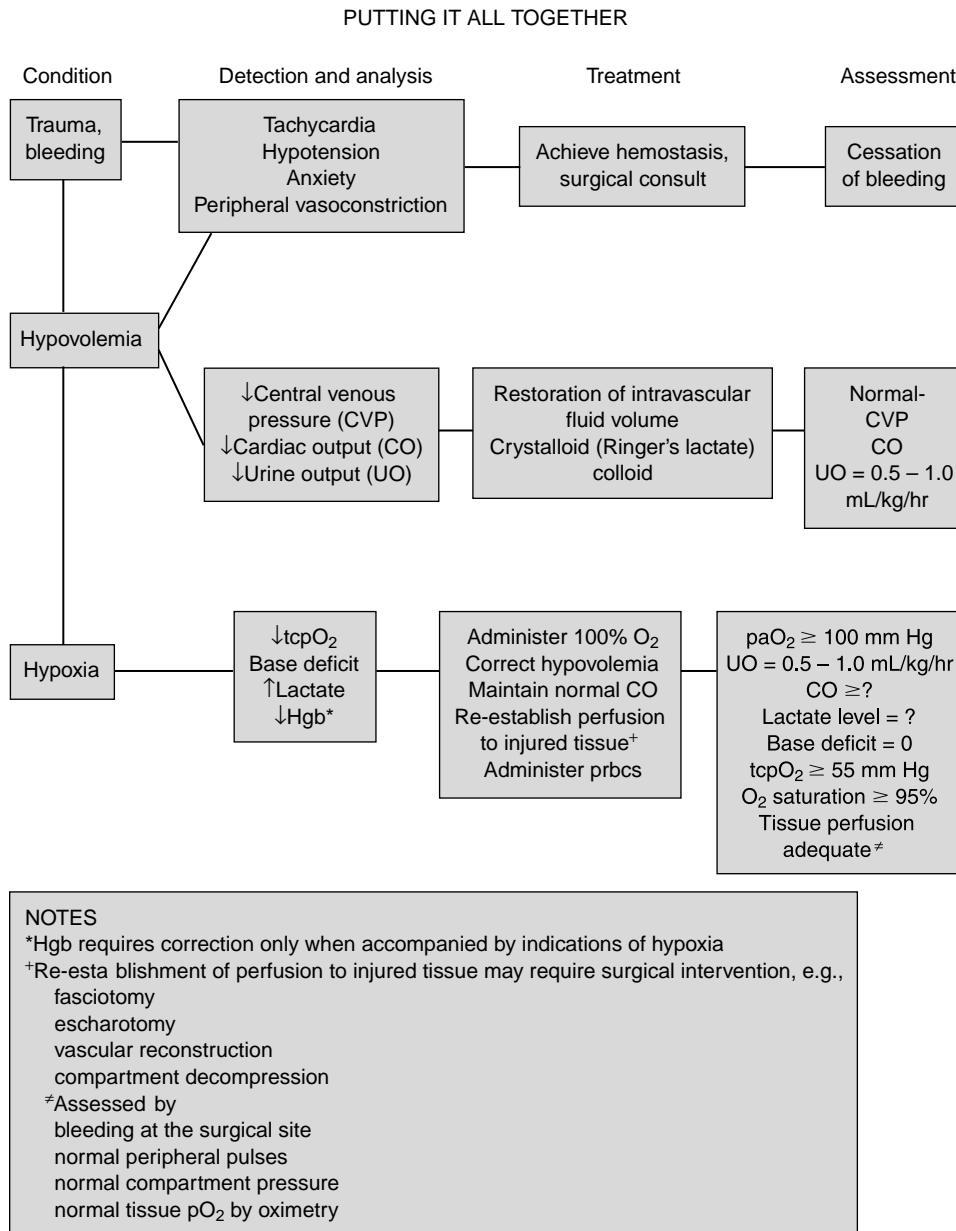 PUTTING IT ALL TOGETHER
Condition
Detection and analysis
Treatment
Assessment
Trauma,
bleeding
Tachycardia
Hypotension
Anxiety
Peripheral vasoconstriction
Achieve hemostasis,
surgical consult
Cessation
of bleeding
Hypovolemia
↓Central venous
pressure (CVP)
↓Cardiac output (CO)
↓Urine output (UO)
Restoration of intravascular
fluid volume
Crystalloid (Ringer's lactate)
colloid
Normal-
CVP
CO
UO = 0.5 – 1.0
mL/kg/hr
Hypoxia
↓tcpO₂
Base deficit
↑Lactate
↓Hgb*
Administer 100% O₂
Correct hypovolemia
Maintain normal CO
Re-establish perfusion
to injured tissue⁺
Administer prbcs
paO₂ ≥ 100 mm Hg
UO = 0.5 – 1.0 mL/kg/hr
CO ≥?
Lactate level = ?
Base deficit = 0
tcpO₂ ≥ 55 mm Hg
O₂ saturation ≥ 95%
Tissue perfusion
adequate≠
NOTES
*Hgb requires correction only when accompanied by indications of hypoxia
⁺Re-esta blishment of perfusion to injured tissue may require surgical intervention, e.g.,
fasciotomy
escharotomy
vascular reconstruction
compartment decompression
≠Assessed by
bleeding at the surgical site
normal peripheral pulses
normal compartment pressure
normal tissue pO₂ by oximetry